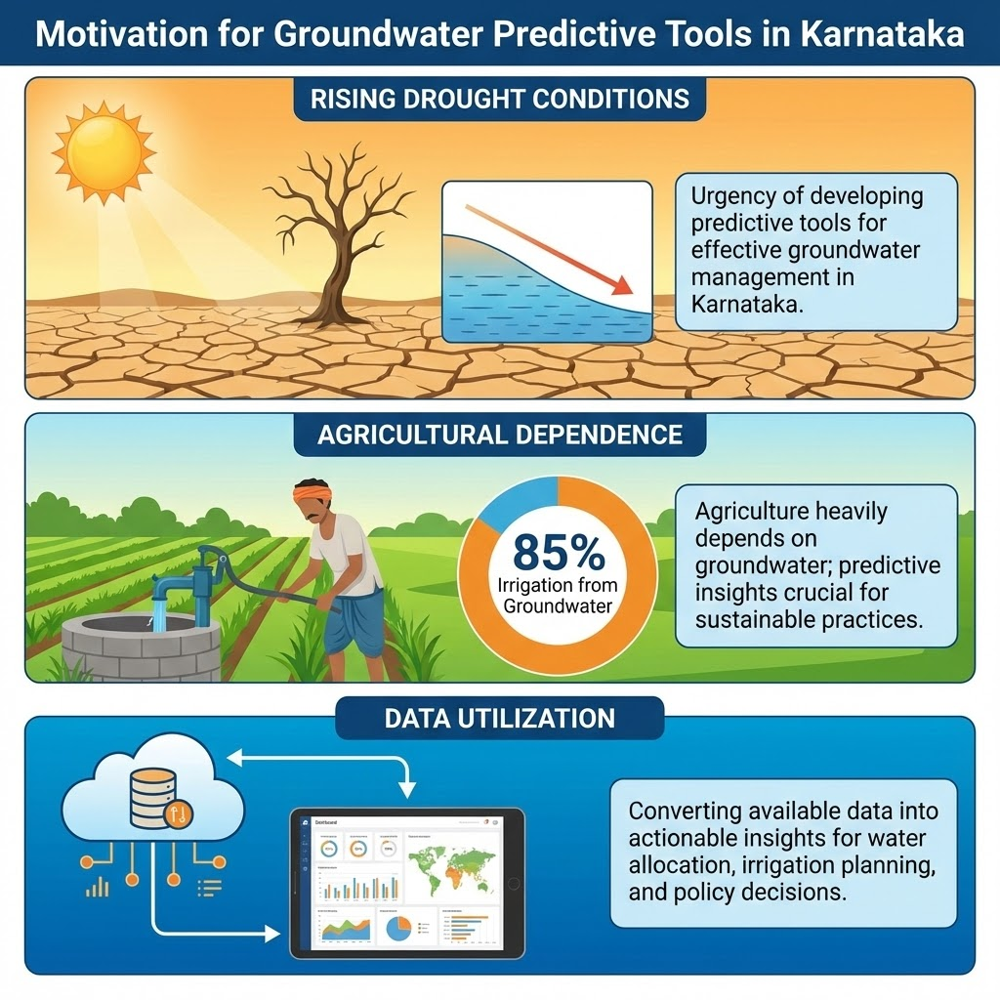 Motivation for Groundwater Predictive Tools in Karnataka
RISING DROUGHT CONDITIONS
Urgency of developing
predictive tools for
effective groundwater
management in
Karnataka.
AGRICULTURAL DEPENDENCE
85%
Irrigation from
Groundwater
Agriculture heavily
depends on
groundwater; predictive
insights crucial for
sustainable practices.
DATA UTILIZATION
Converting available data into
actionable insights for water
allocation, irrigation planning,
and policy decisions.